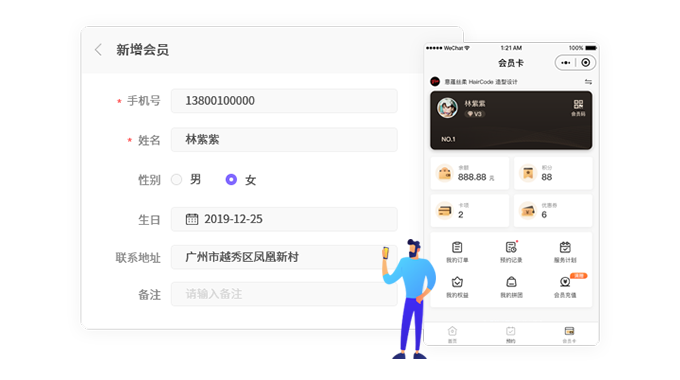 新增会员
* 手机号 13800100000
* 姓名 林紫紫
性别 男 女
生日 2019-12-25
联系地址 广州市越秀区凤凰新村
备注 请输入备注
WeChat 1:21 AM 100%
会员卡
HairCode 造型设计
林紫紫
V3
会员码
NO.1
余额
888.88 元
积分
88
卡项
2
优惠券
6
我的订单 预约记录 服务计划
我的权益 我的拼团 会员充值
首页 预约 会员卡